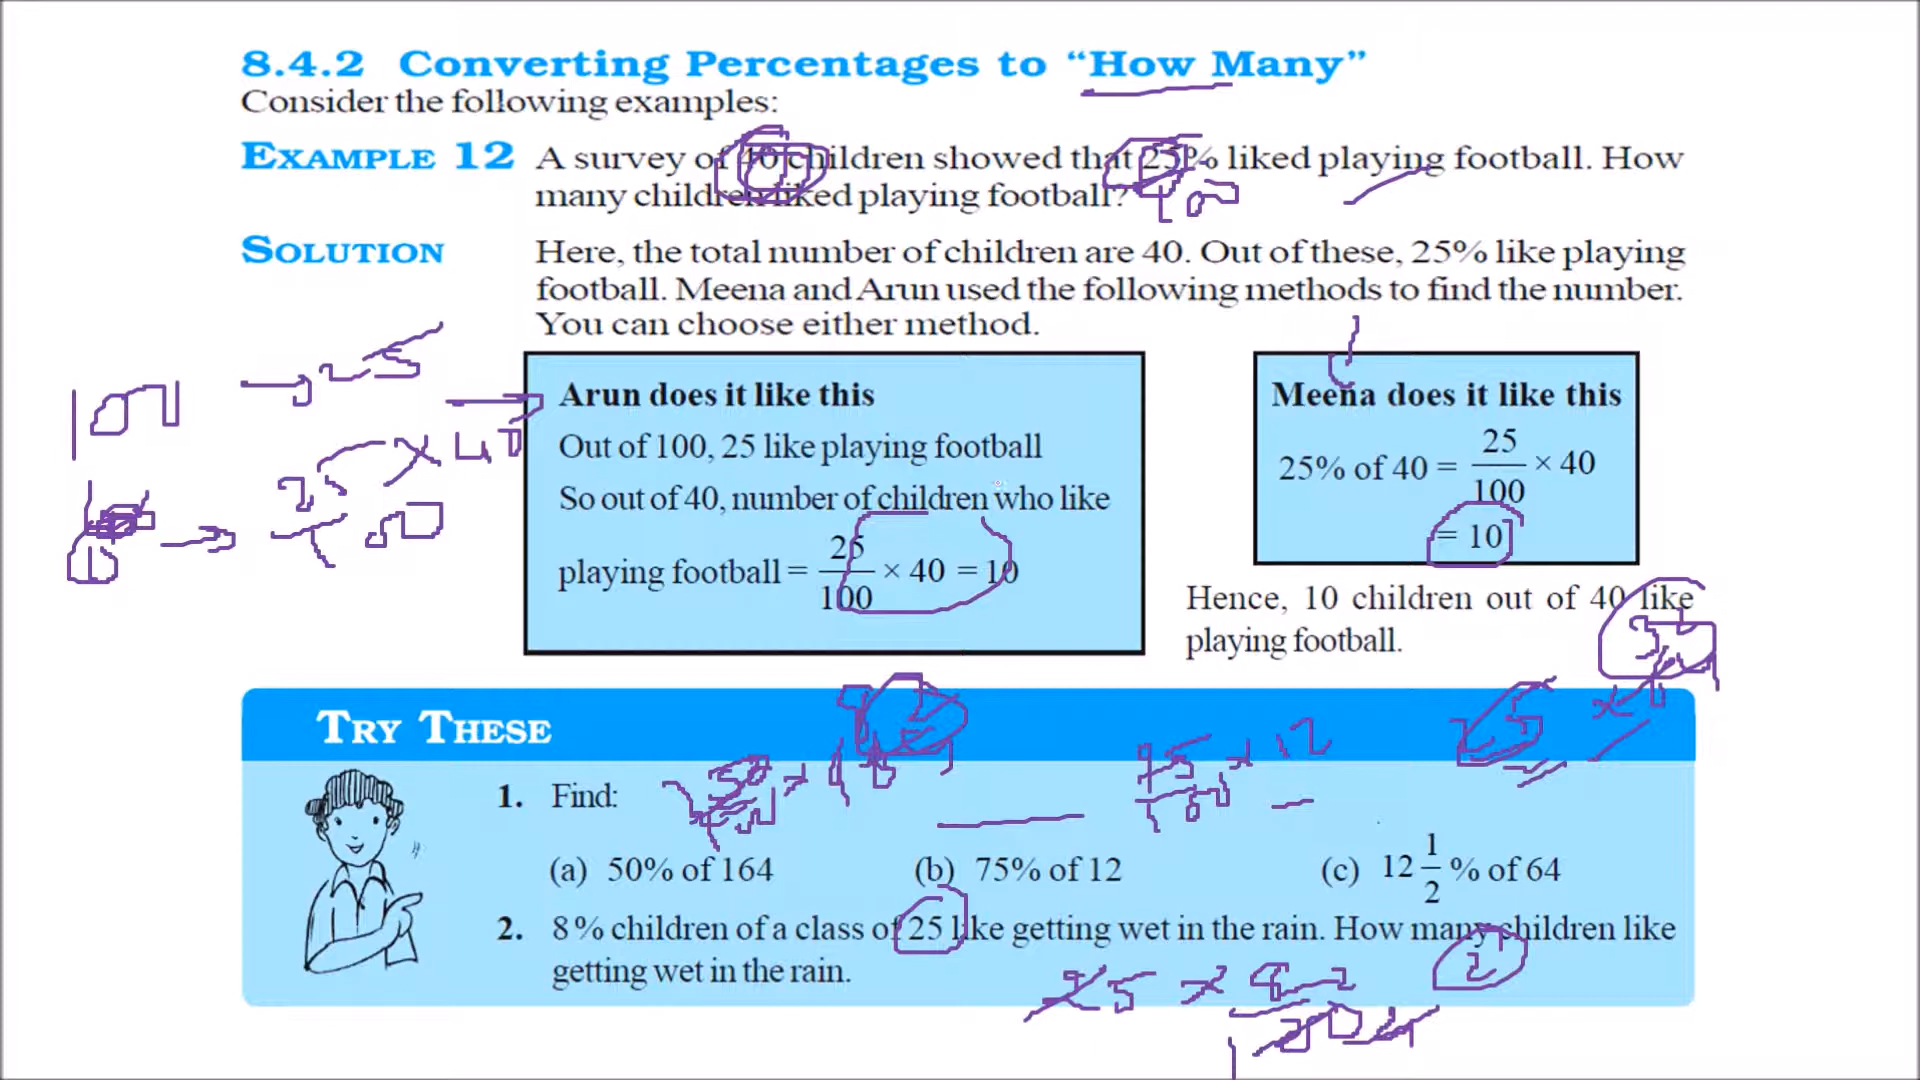 8.4.2 Converting Percentages to “How Many”
Consider the following examples:
EXAMPLE 12 A survey of 40 children showed that 25% liked playing football. How
many children liked playing football?
SOLUTION Here, the total number of children are 40. Out of these, 25% like playing
football. Meena and Arun used the following methods to find the number.
You can choose either method.
Arun does it like this
Out of 100, 25 like playing football
So out of 40, number of children who like
playing football = 25/100 × 40 = 10
Meena does it like this
25% of 40 = 25/100 × 40
= 10
Hence, 10 children out of 40 like
playing football.
TRY THESE
1. Find:
(a) 50% of 164 (b) 75% of 12 (c) 12 1/2 % of 64
2. 8% children of a class of 25 like getting wet in the rain. How many children like
getting wet in the rain.